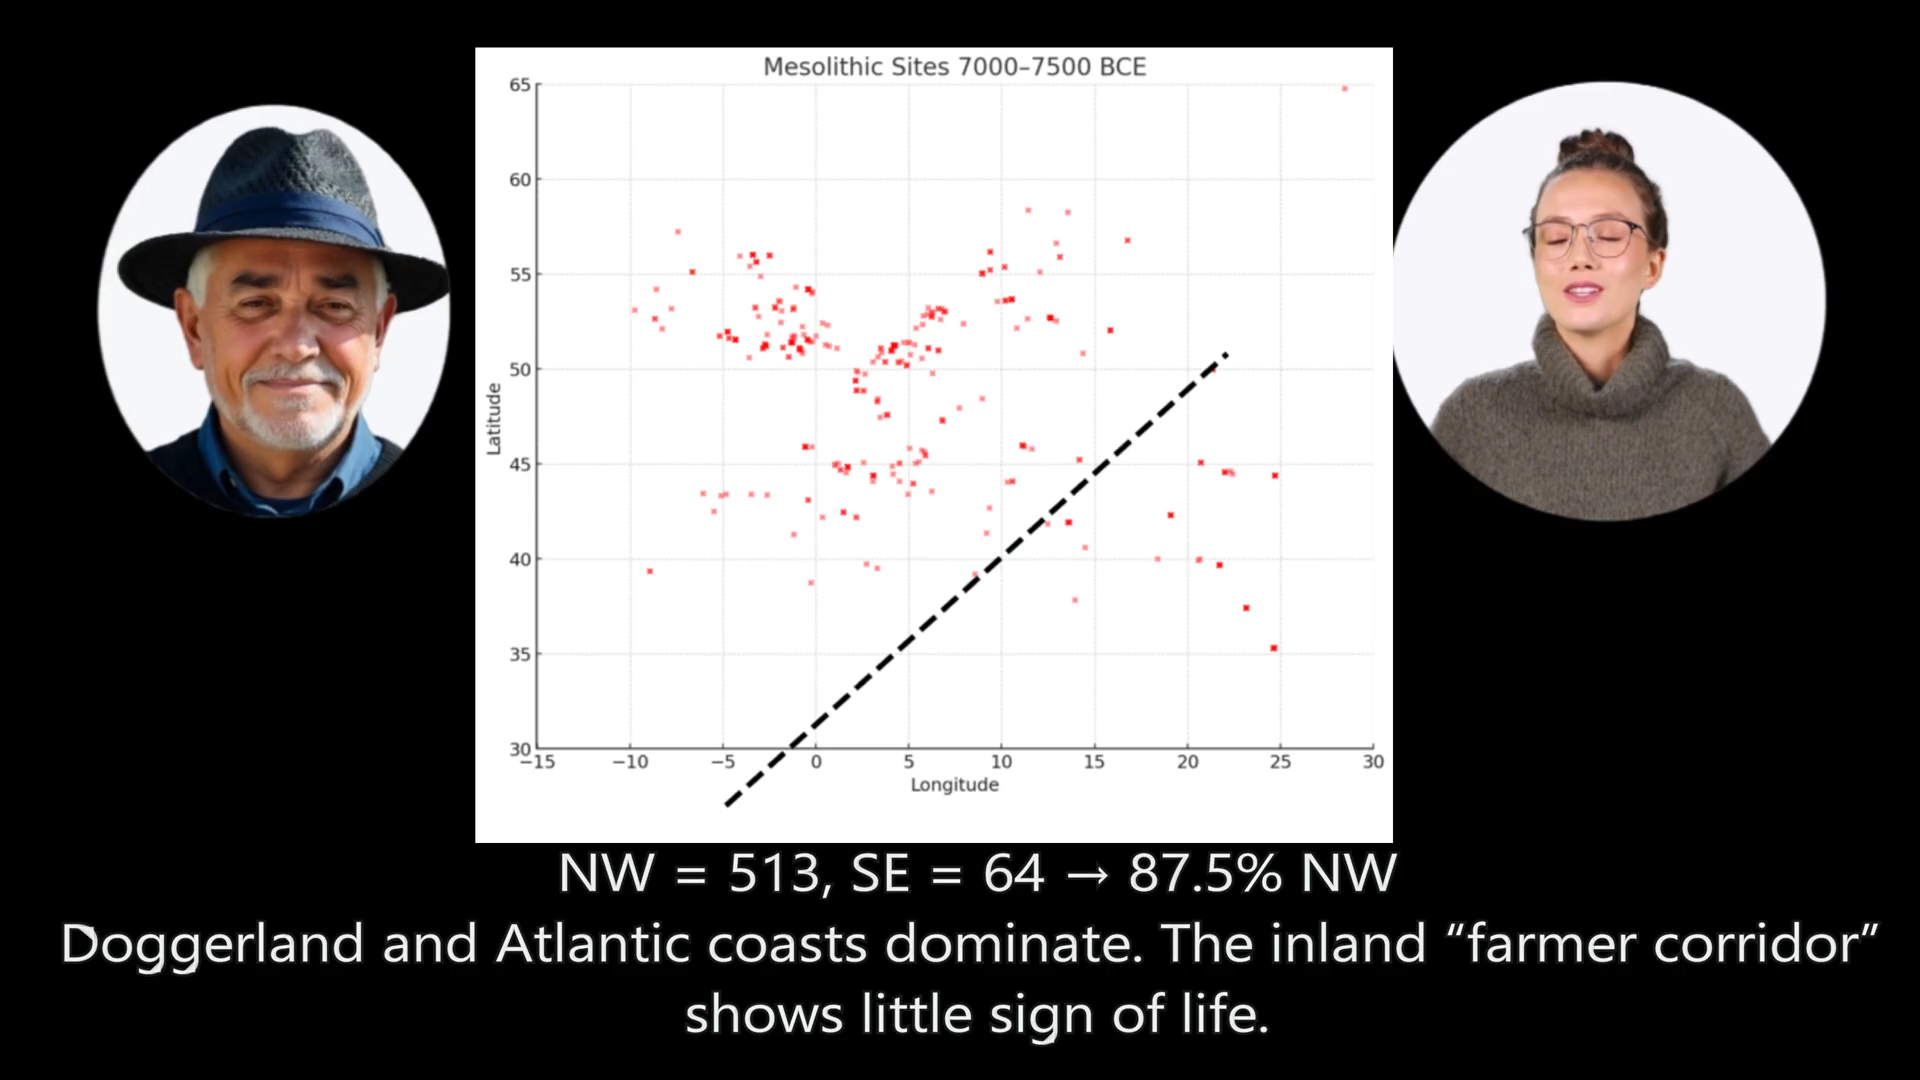 Mesolithic Sites 7000–7500 BCE
65
60
55
50
45
40
35
30
Latitude
−15 −10 −5 0 5 10 15 20 25 30
Longitude
NW = 513, SE = 64 → 87.5% NW
Doggerland and Atlantic coasts dominate. The inland “farmer corridor”
shows little sign of life.